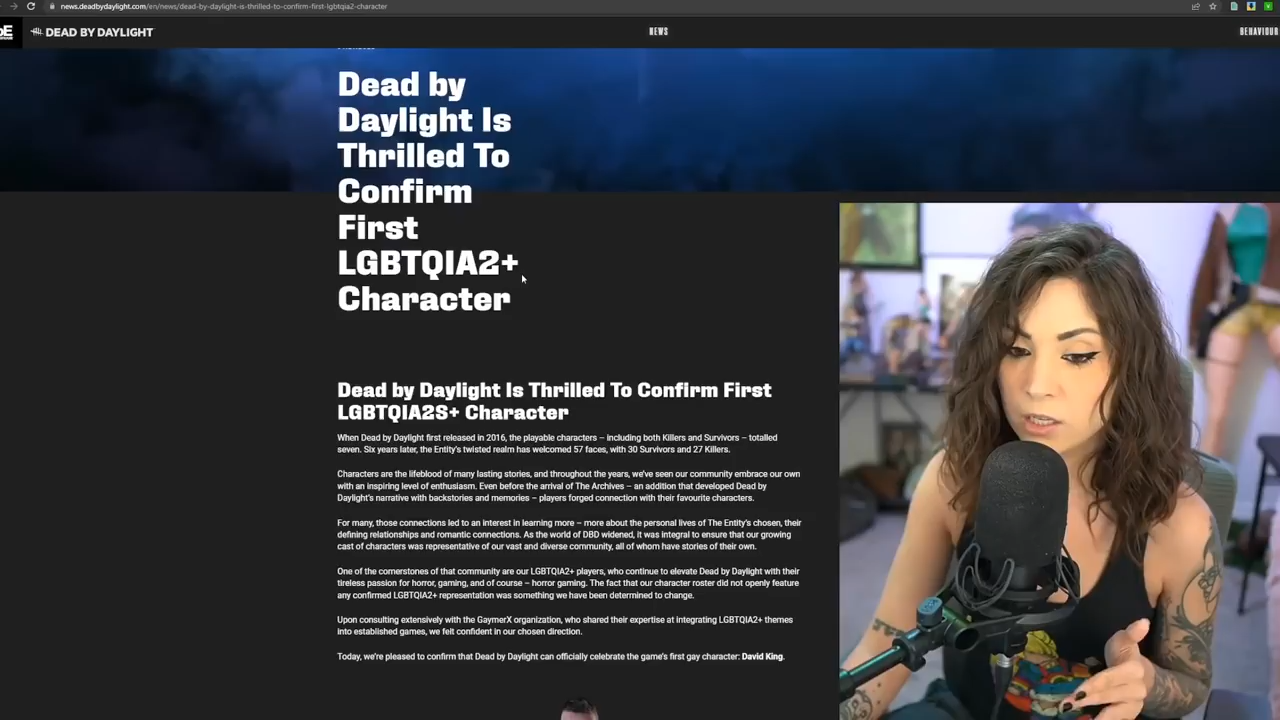 news.deadbydaylight.com/en/news/dead-by-daylight-is-thrilled-to-confirm-first-lgbtqia2-character
DEAD BY DAYLIGHT
NEWS
BEHAVIOUR
Dead by
Daylight Is
Thrilled To
Confirm
First
LGBTQIA2+
Character
Dead by Daylight Is Thrilled To Confirm First
LGBTQIA2S+ Character
When Dead by Daylight first released in 2016, the playable characters – including both Killers and Survivors – totalled
seven. Six years later, the Entity's twisted realm has welcomed 57 faces, with 30 Survivors and 27 Killers.
Characters are the lifeblood of many lasting stories, and throughout the years, we've seen our community embrace our own
with an inspiring level of enthusiasm. Even before the arrival of The Archives – an addition that developed Dead by
Daylight's narrative with backstories and memories – players forged connection with their favourite characters.
For many, those connections led to an interest in learning more – more about the personal lives of The Entity's chosen, their
defining relationships and romantic connections. As the world of DBD widened, it was integral to ensure that our growing
cast of characters was representative of our vast and diverse community, all of whom have stories of their own.
One of the cornerstones of that community are our LGBTQIA2+ players, who continue to elevate Dead by Daylight with their
tireless passion for horror, gaming, and of course – horror gaming. The fact that our character roster did not openly feature
any confirmed LGBTQIA2+ representation was something we have been determined to change.
Upon consulting extensively with the GaymerX organization, who shared their expertise at integrating LGBTQIA2+ themes
into established games, we felt confident in our chosen direction.
Today, we're pleased to confirm that Dead by Daylight can officially celebrate the game's first gay character: David King.